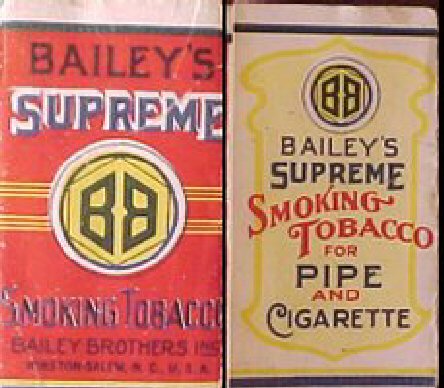 BAILEY'S
SUPREME
BB
SMOKING TOBACCO
BAILEY BROTHERS INC
WINSTON-SALEM, N. C., U. S. A.
BB
BAILEY'S
SUPREME
SMOKING
TOBACCO
FOR
PIPE
AND
CIGARETTE